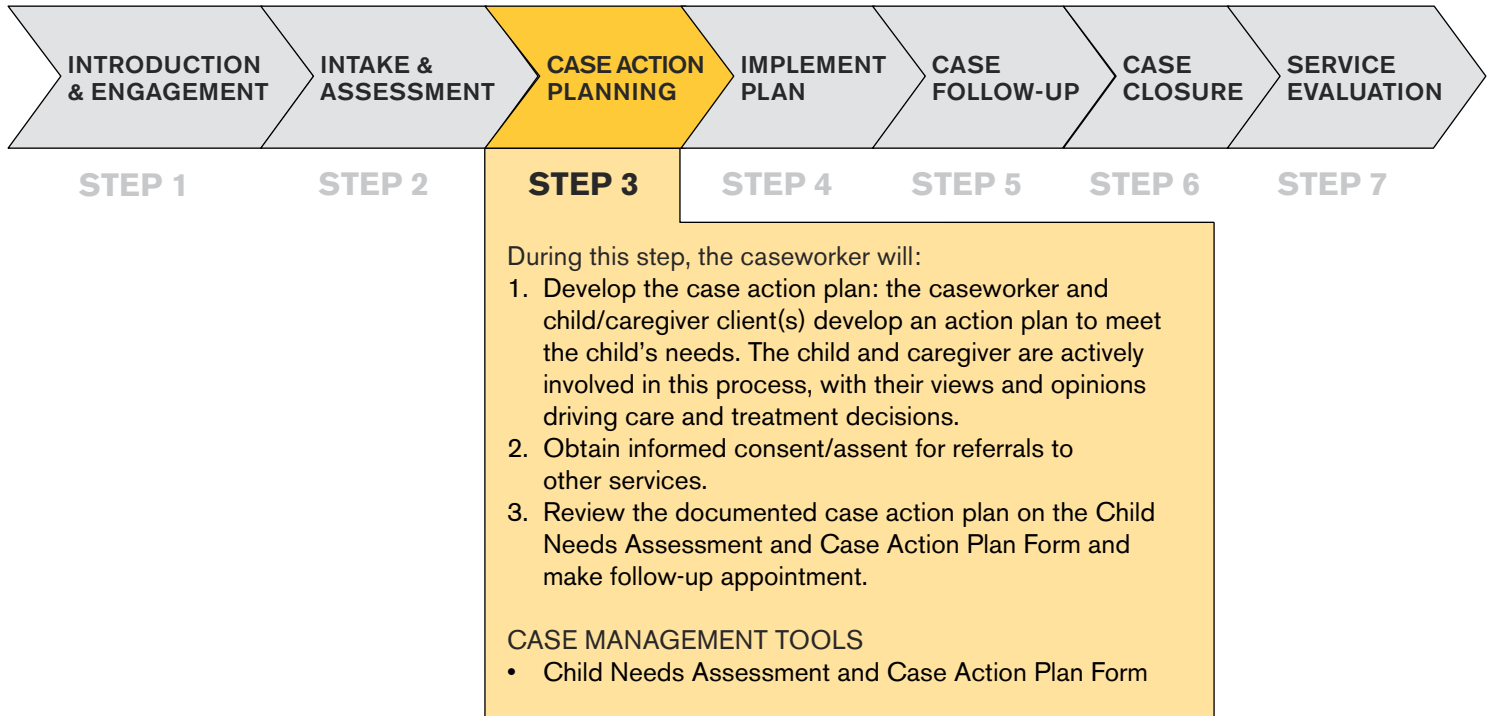 INTRODUCTION
& ENGAGEMENT
INTAKE &
ASSESSMENT
CASE ACTION
PLANNING
IMPLEMENT
PLAN
CASE
FOLLOW-UP
CASE
CLOSURE
SERVICE
EVALUATION
STEP 1
STEP 2
STEP 3
STEP 4
STEP 5
STEP 6
STEP 7
During this step, the caseworker will:
1. Develop the case action plan: the caseworker and
child/caregiver client(s) develop an action plan to meet
the child’s needs. The child and caregiver are actively
involved in this process, with their views and opinions
driving care and treatment decisions.
2. Obtain informed consent/assent for referrals to
other services.
3. Review the documented case action plan on the Child
Needs Assessment and Case Action Plan Form and
make follow-up appointment.
CASE MANAGEMENT TOOLS
• Child Needs Assessment and Case Action Plan Form